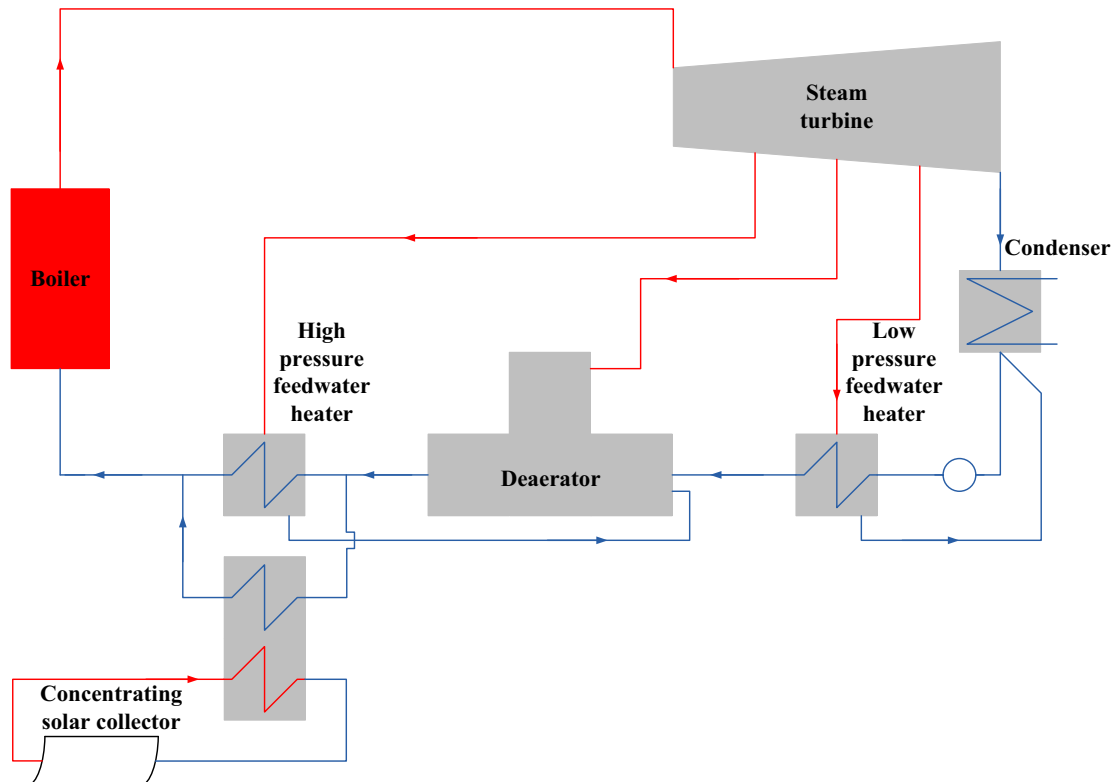 Steam
turbine
Boiler
Condenser
High
pressure
feedwater
heater
Low
pressure
feedwater
heater
Deaerator
Concentrating
solar collector